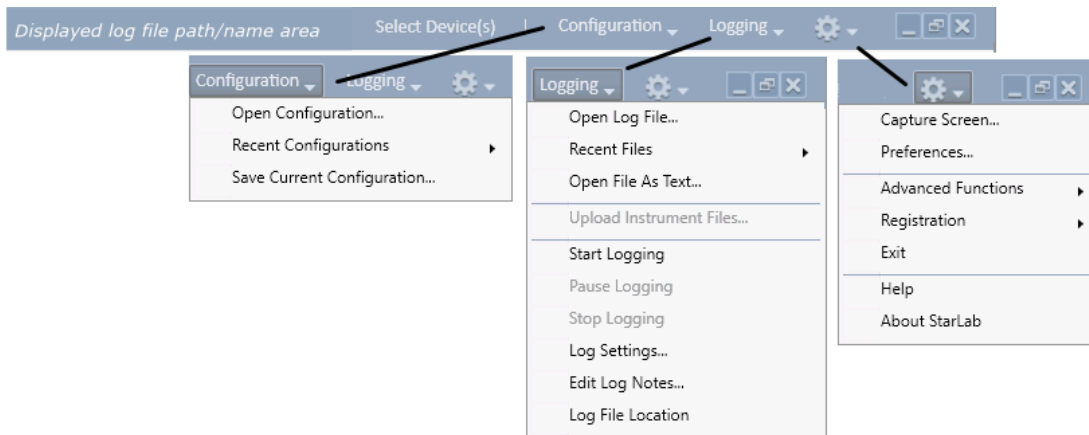 Displayed log file path/name area Select Device(s) | Configuration Logging
Configuration Logging
Open Configuration...
Recent Configurations
Save Current Configuration...
Logging
Open Log File...
Recent Files
Open File As Text...
Upload Instrument Files...
Start Logging
Pause Logging
Stop Logging
Log Settings...
Edit Log Notes...
Log File Location
Capture Screen...
Preferences...
Advanced Functions
Registration
Exit
Help
About StarLab